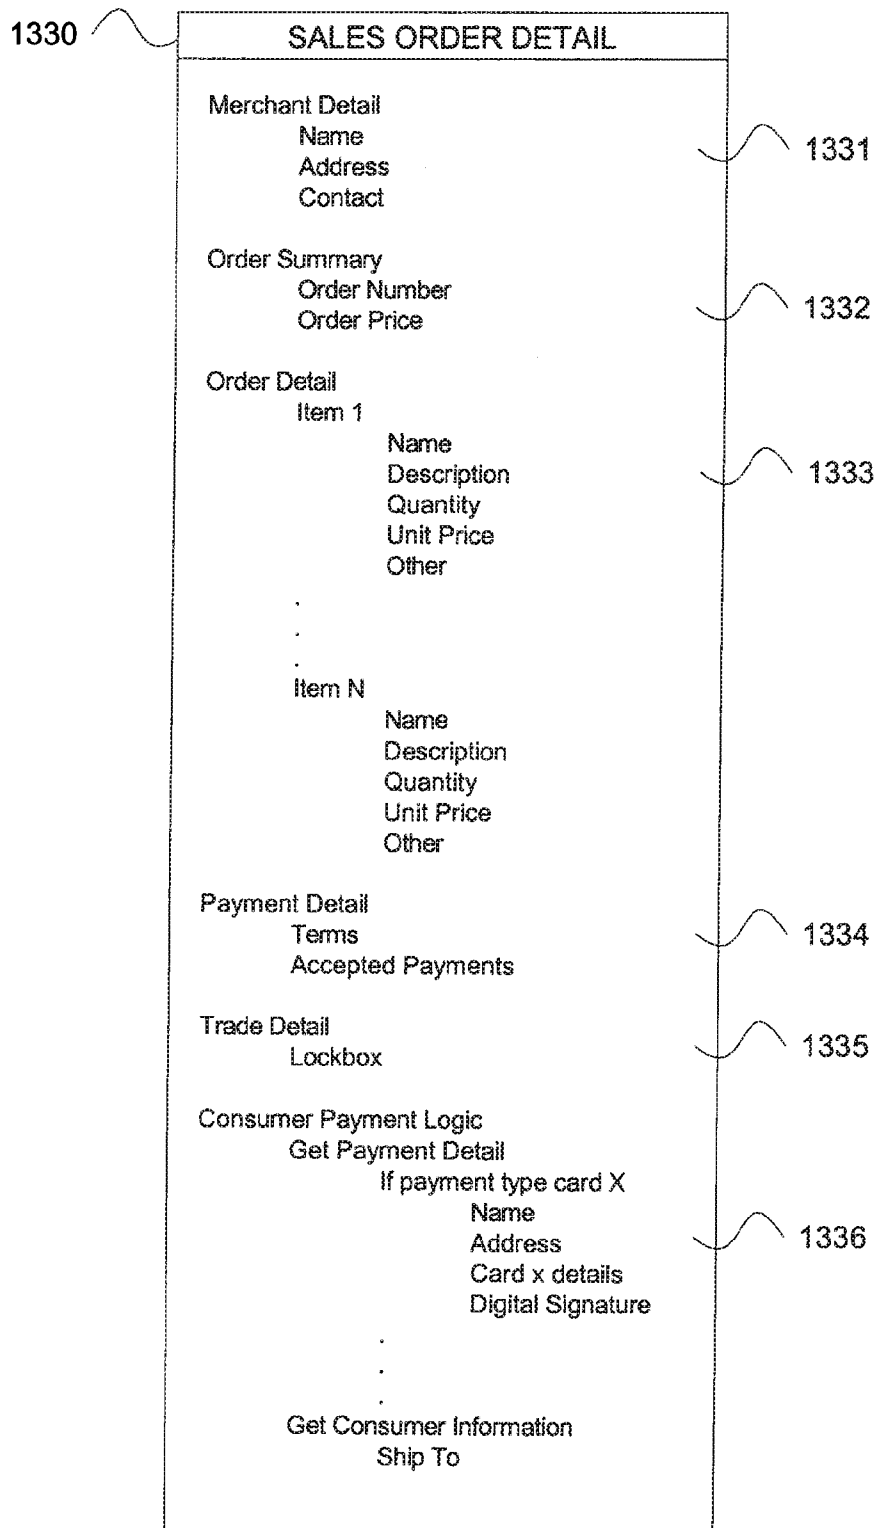 1330
SALES ORDER DETAIL
Merchant Detail
Name
Address
Contact
1331
Order Summary
Order Number
Order Price
1332
Order Detail
Item 1
Name
Description
Quantity
Unit Price
Other
1333
.
.
.
Item N
Name
Description
Quantity
Unit Price
Other
Payment Detail
Terms
Accepted Payments
1334
Trade Detail
Lockbox
1335
Consumer Payment Logic
Get Payment Detail
If payment type card X
Name
Address
Card x details
Digital Signature
1336
.
.
.
Get Consumer Information
Ship To